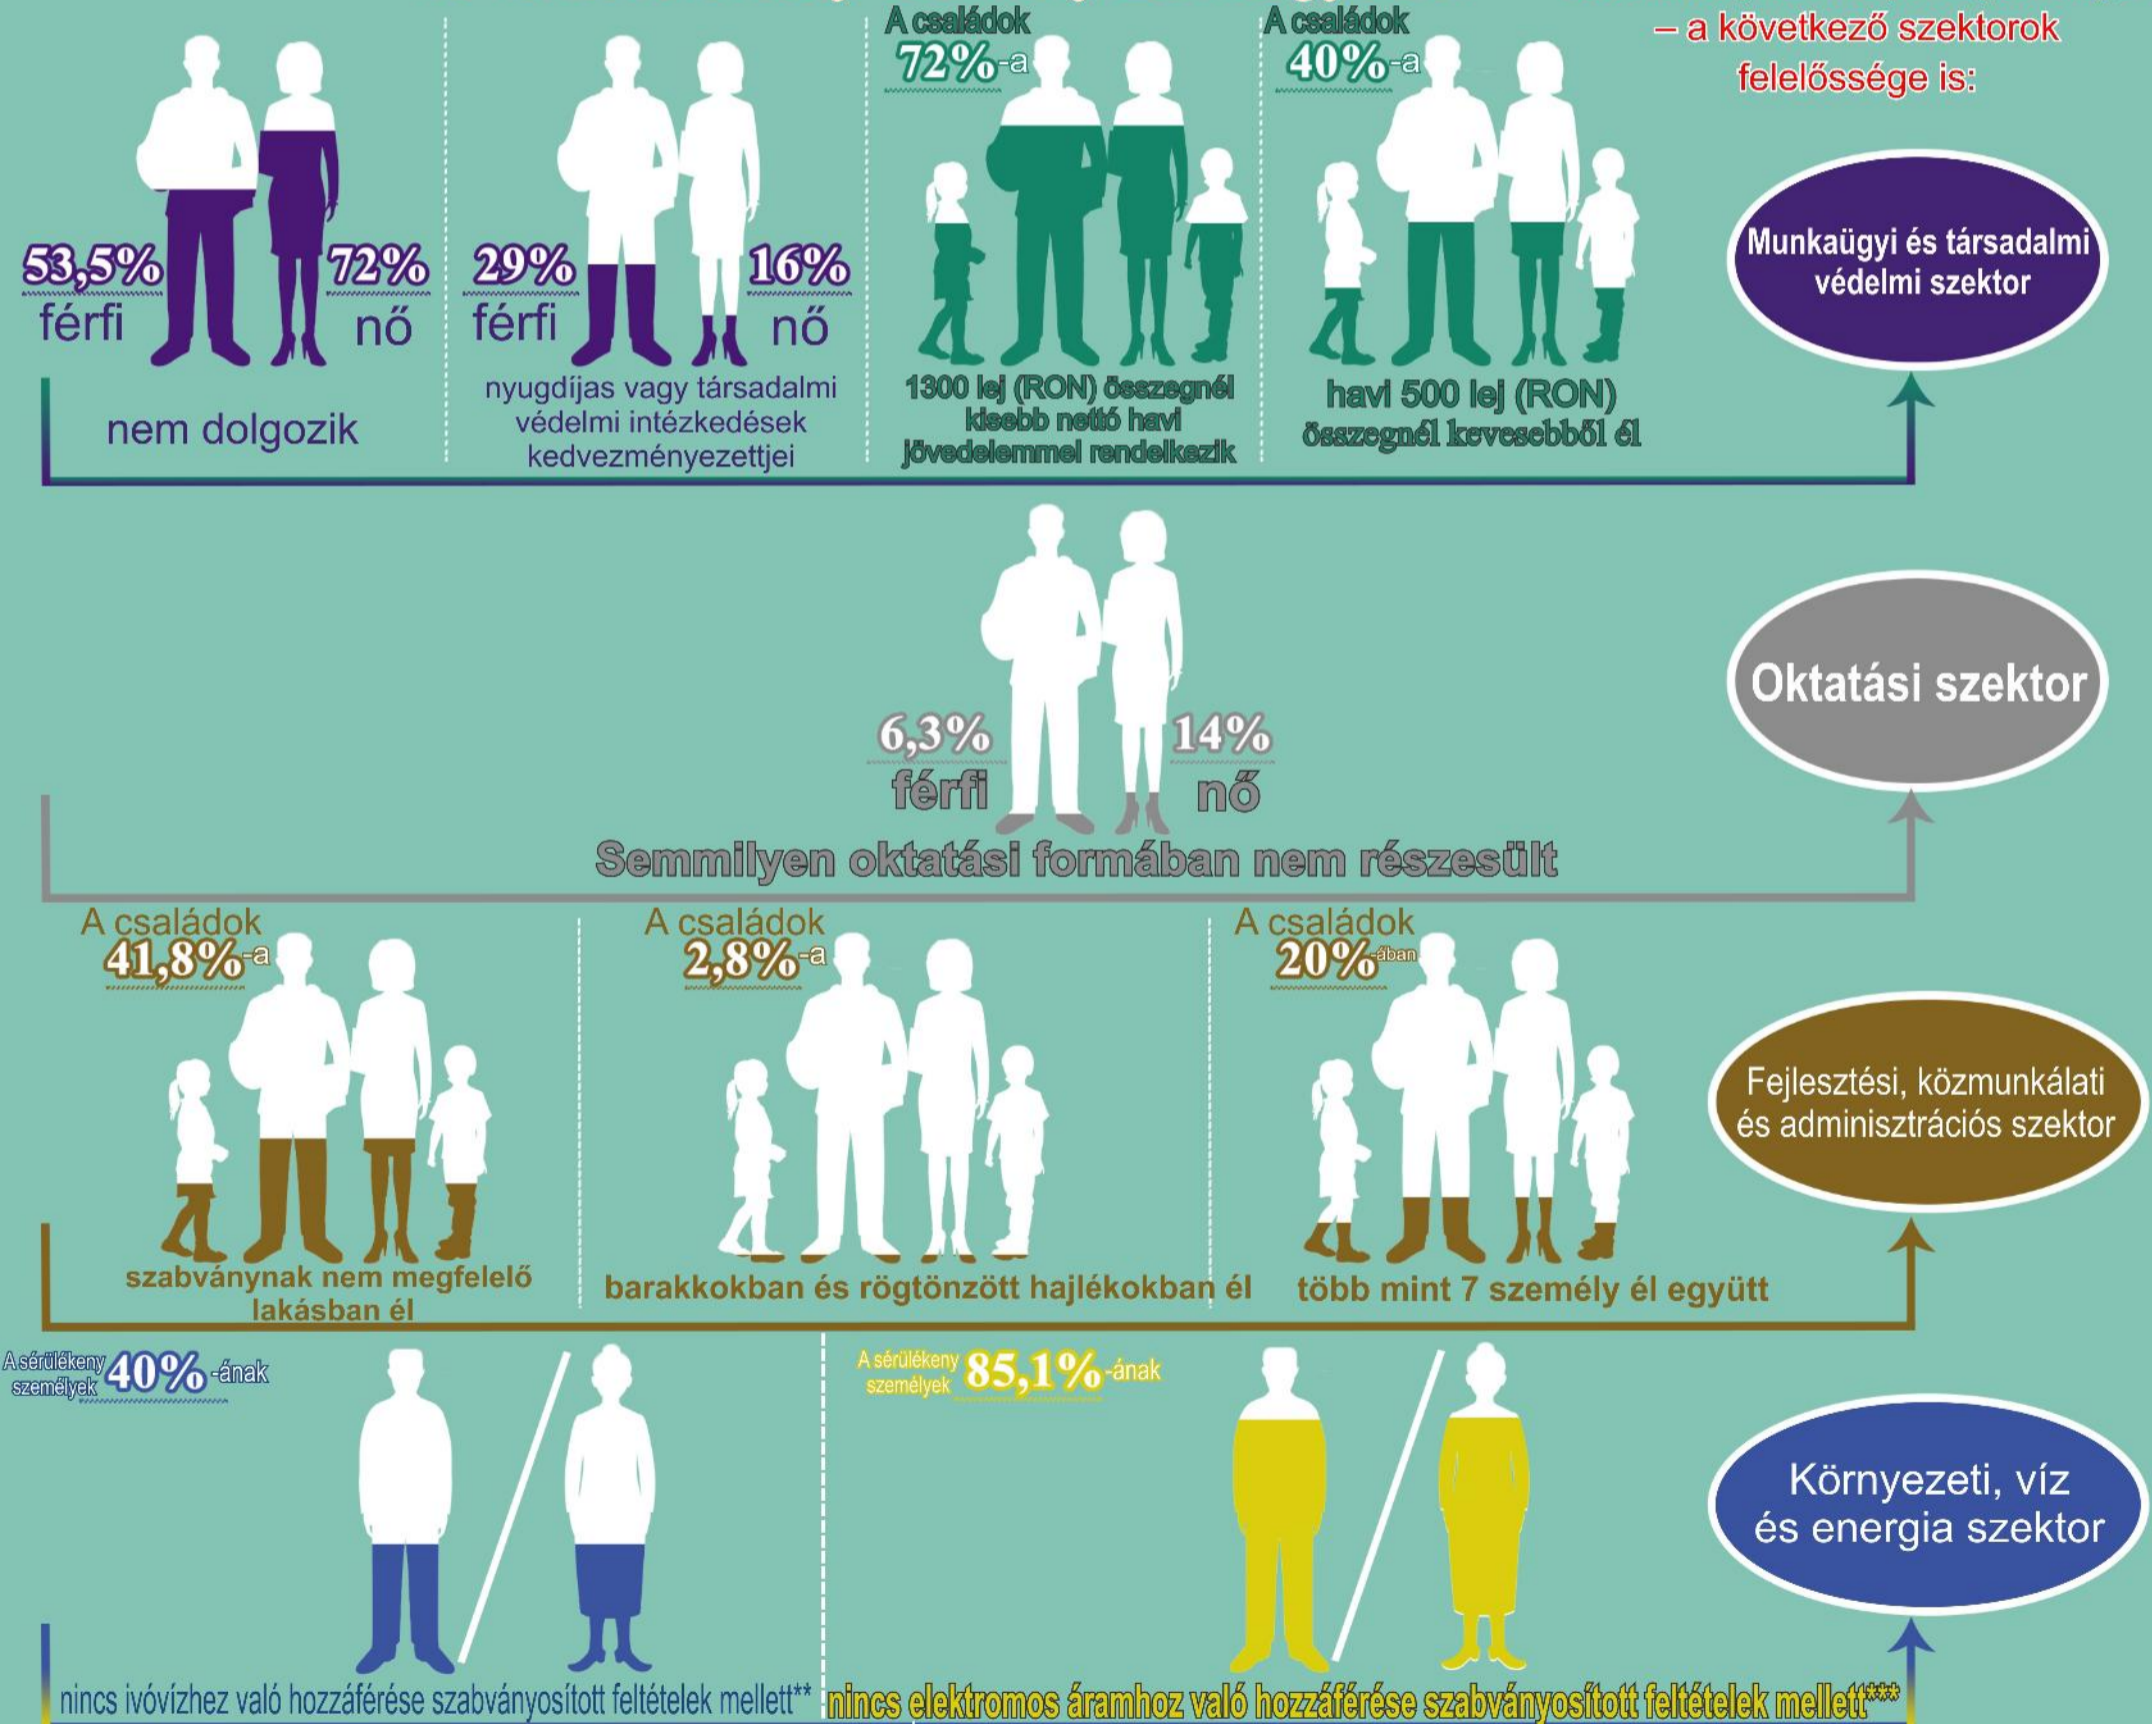 – a következő szektorok
felelőssége is:
53,5%
férfi
72%
nő
nem dolgozik
29%
férfi
16%
nő
nyugdíjas vagy társadalmi
védelmi intézkedések
kedvezményezettjei
A családok
72%-a
1300 lej (RON) összegnél
kisebb nettó havi
jövedelemmel rendelkezik
A családok
40%-a
havi 500 lej (RON)
összegnél kevesebből él
Munkaügyi és társadalmi
védelmi szektor
6,3%
férfi
14%
nő
Semmilyen oktatási formában nem részesült
Oktatási szektor
A családok
41,8%-a
szabványnak nem megfelelő
lakásban él
A családok
2,8%-a
barakkokban és rögtönzött hajlékokban él
A családok
20%-ában
több mint 7 személy él együtt
Fejlesztési, közmunkálati
és adminisztrációs szektor
A sérülékeny
személyek 40%-ának
nincs ivóvízhez való hozzáférése szabványosított feltételek mellett**
A sérülékeny
személyek 85,1%-ának
nincs elektromos áramhoz való hozzáférése szabványosított feltételek mellett***
Környezeti, víz
és energia szektor